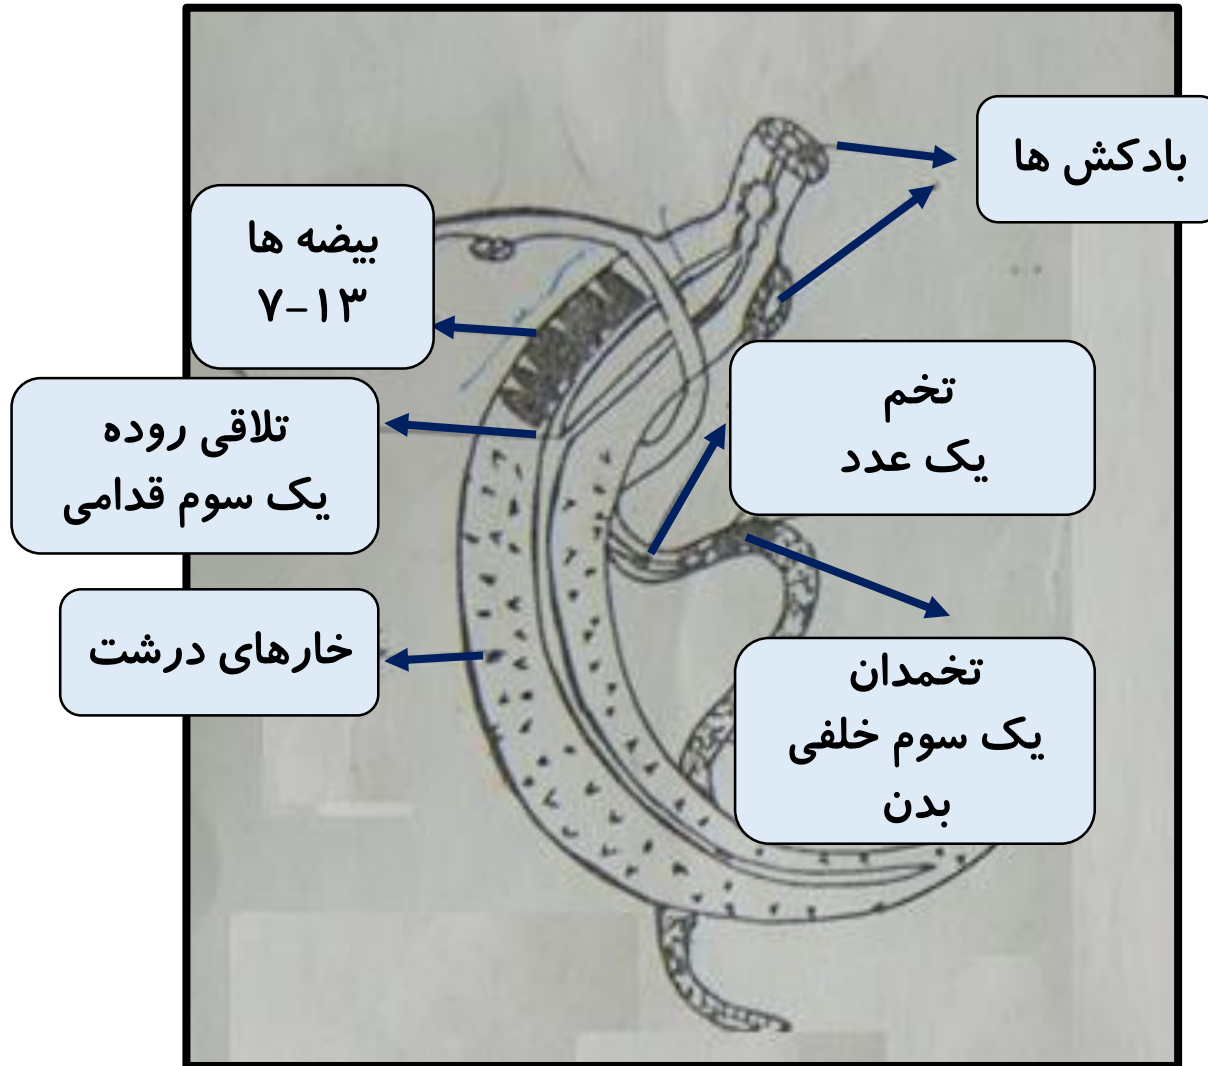 بادکش ها
بیضه ها
۷-۱۳
تخم
یک عدد
تلاقی روده
یک سوم قدامی
خارهای درشت
تخمدان
یک سوم خلفی
بدن